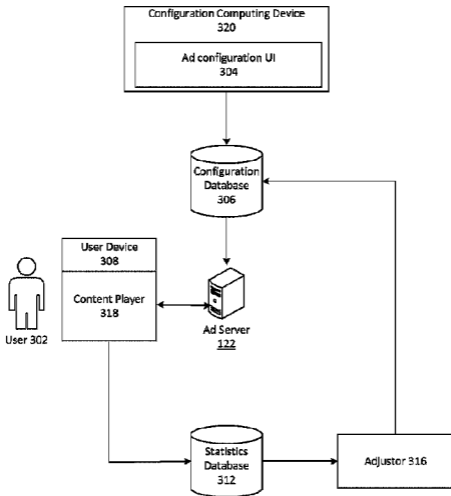 Configuration Computing Device
320
Ad configuration UI
304
Configuration
Database
306
User Device
308
Content Player
318
User 302
Ad Server
122
Statistics
Database
312
Adjustor 316